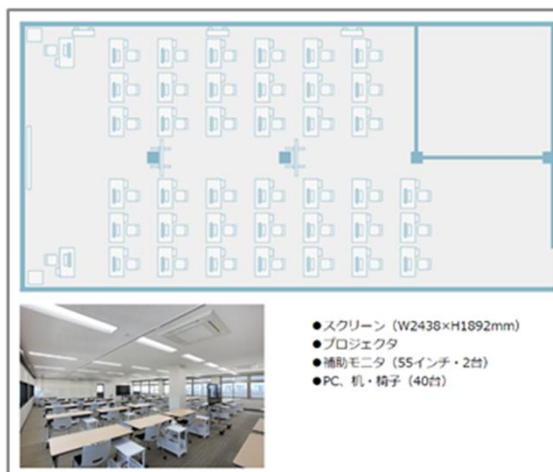 ●スクリーン（W2438×H1892mm）
●プロジェクタ
●補助モニタ（55インチ・2台）
●PC、机・椅子（40台）